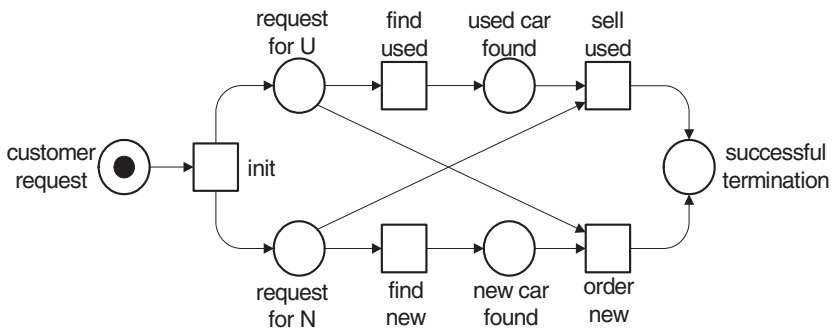 request
for U
find
used
used car
found
sell
used
customer
request
init
successful
termination
request
for N
find
new
new car
found
order
new